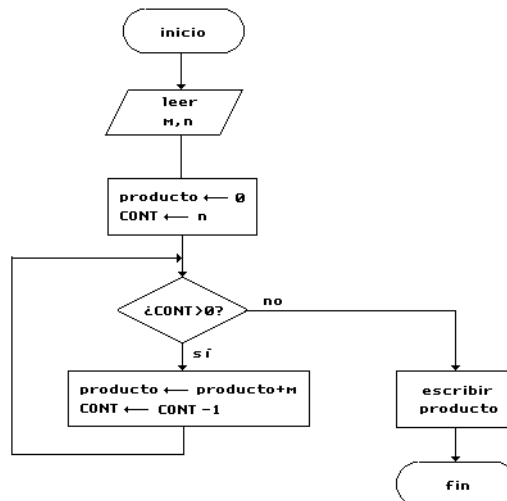 inicio
leer
M,n
producto ← 0
CONT ← n
¿CONT>0?
no
sí
producto ← producto+M
CONT ← CONT-1
escribir
producto
fin